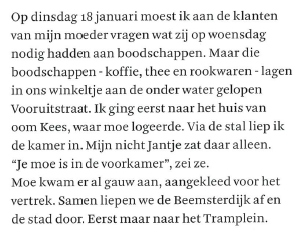 Op dinsdag 18 januari moest ik aan de klanten
van mijn moeder vragen wat zij op woensdag
nodig hadden aan boodschappen. Maar die
boodschappen - koffie, thee en rookwaren - lagen
in ons winkeltje aan de onder water gelopen
Vooruitstraat. Ik ging eerst naar het huis van
oom Kees, waar moe logeerde. Via de stal liep ik
de kamer in. Mijn nicht Jantje zat daar alleen.
“Je moe is in de voorkamer”, zei ze.
Moe kwam er al gauw aan, aangekleed voor het
vertrek. Samen liepen we de Beemsterdijk af en
de stad door. Eerst maar naar het Tramplein.